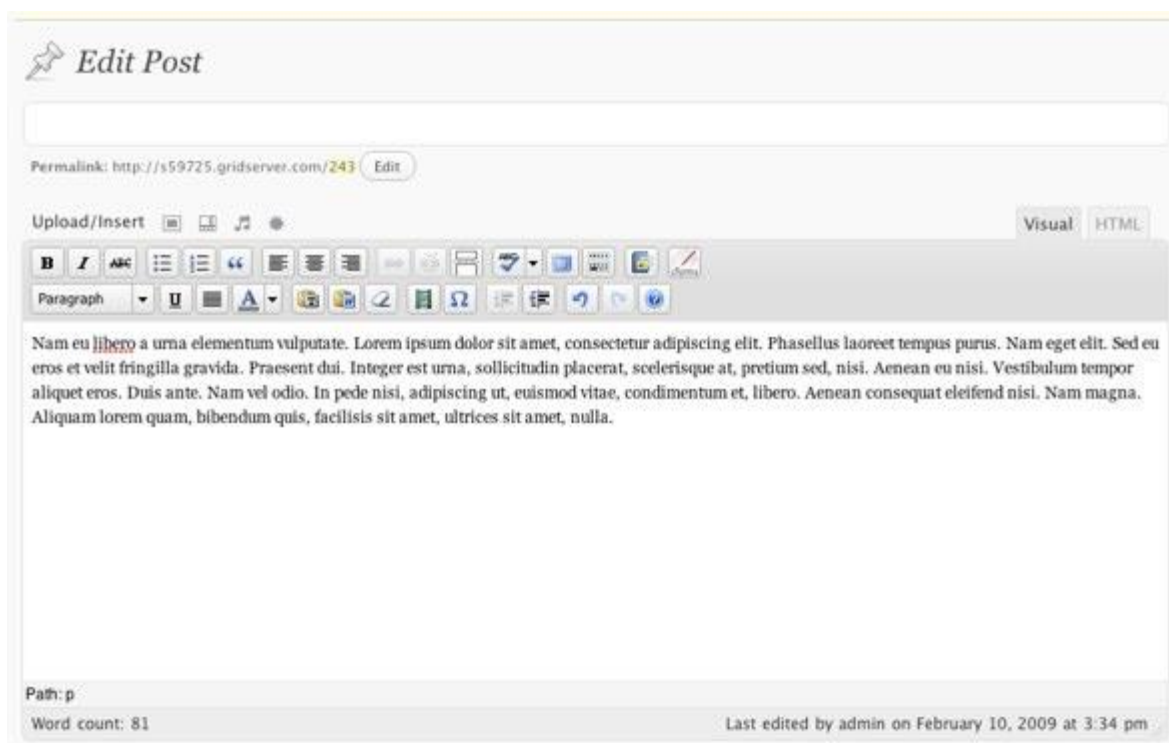 Edit Post
Permalink: http://s59725.gridserver.com/243 Edit
Upload/Insert Visual HTML
B I ABC
Paragraph U A Ω
Nam eu libero a urna elementum vulputate. Lorem ipsum dolor sit amet, consectetur adipiscing elit. Phasellus laoreet tempus purus. Nam eget elit. Sed eu
eros et velit fringilla gravida. Praesent dui. Integer est urna, sollicitudin placerat, scelerisque at, pretium sed, nisi. Aenean eu nisi. Vestibulum tempor
aliquet eros. Duis ante. Nam vel odio. In pede nisi, adipiscing ut, euismod vitae, condimentum et, libero. Aenean consequat eleifend nisi. Nam magna.
Aliquam lorem quam, bibendum quis, facilisis sit amet, ultrices sit amet, nulla.
Path: p
Word count: 81 Last edited by admin on February 10, 2009 at 3:34 pm